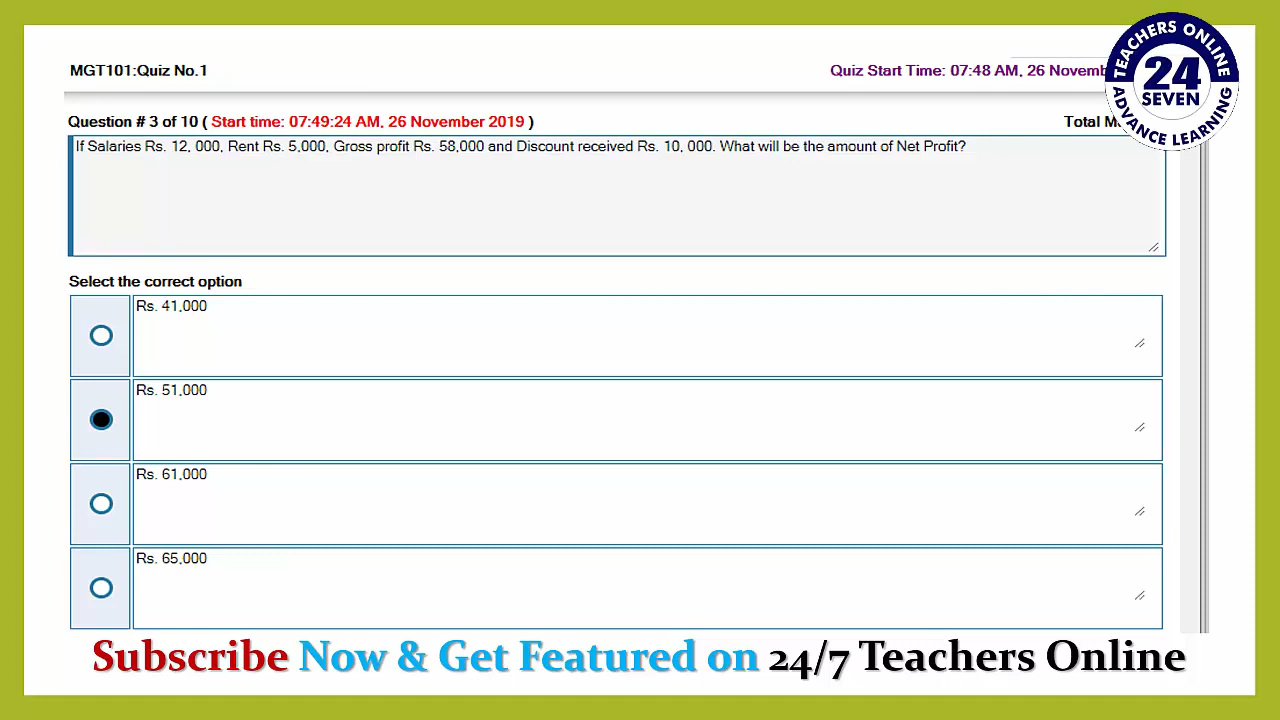 MGT101:Quiz No.1
Quiz Start Time: 07:48 AM, 26
TEACHERS ONLINE
24
SEVEN
ADVANCE LEARNING
Question # 3 of 10 ( Start time: 07:49:24 AM, 26 November 2019 )
Total
If Salaries Rs. 12, 000, Rent Rs. 5,000, Gross profit Rs. 58,000 and Discount received Rs. 10, 000. What will be the amount of Net Profit?
Select the correct option
Rs. 41,000
Rs. 51,000
Rs. 61,000
Rs. 65,000
Subscribe Now & Get Featured on 24/7 Teachers Online